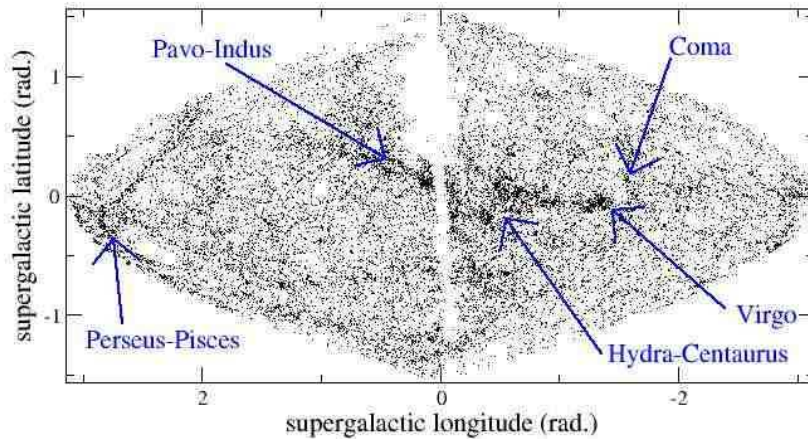 Pavo-Indus
Coma
1
0
-1
supergalactic latitude (rad.)
Perseus-Pisces
Virgo
Hydra-Centaurus
2
0
-2
supergalactic longitude (rad.)